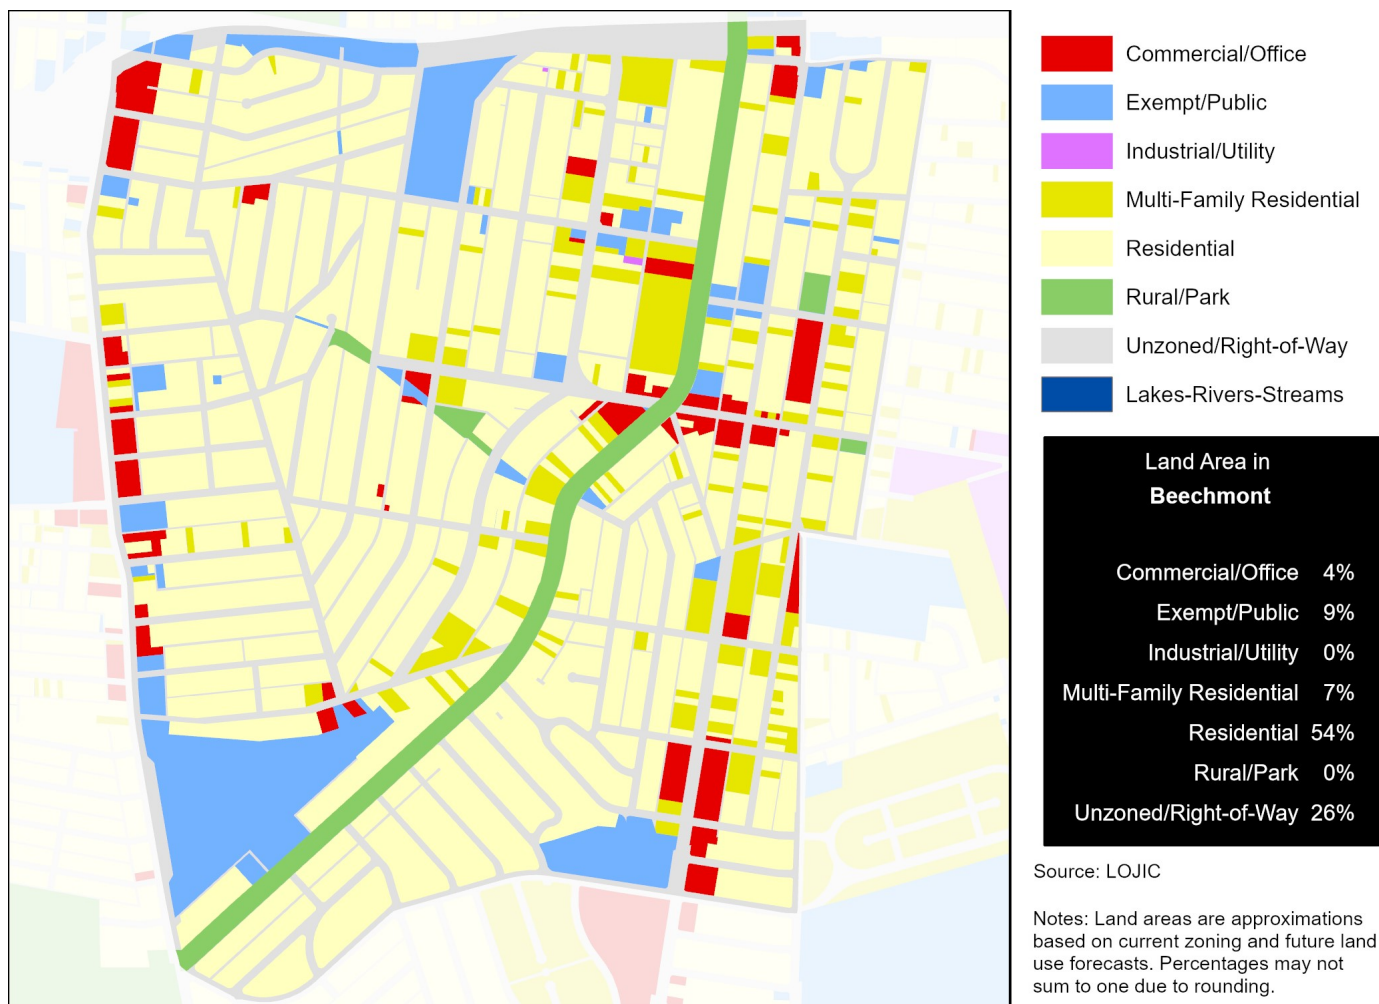 Commercial/Office
Exempt/Public
Industrial/Utility
Multi-Family Residential
Residential
Rural/Park
Unzoned/Right-of-Way
Lakes-Rivers-Streams
Land Area in
Beechmont
Commercial/Office 4%
Exempt/Public 9%
Industrial/Utility 0%
Multi-Family Residential 7%
Residential 54%
Rural/Park 0%
Unzoned/Right-of-Way 26%
Source: LOJIC
Notes: Land areas are approximations
based on current zoning and future land
use forecasts. Percentages may not
sum to one due to rounding.